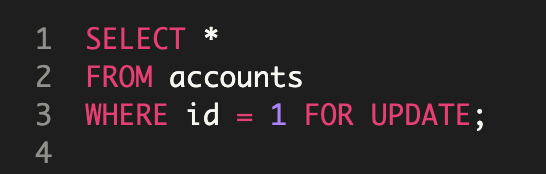 1 SELECT *
2 FROM accounts
3 WHERE id = 1 FOR UPDATE;
4